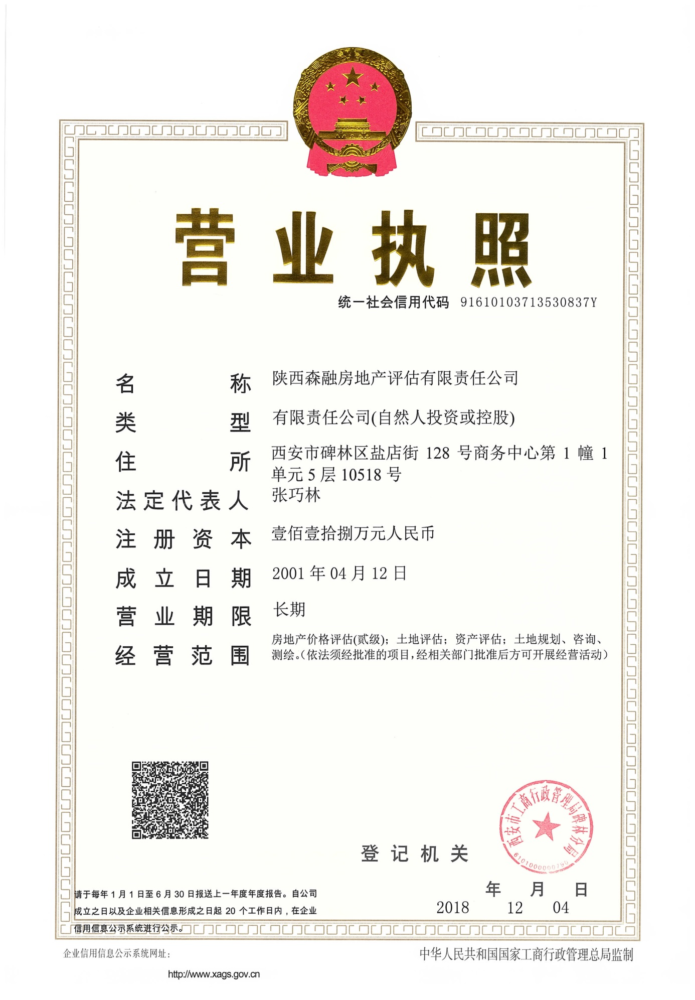 营业执照
统一社会信用代码 91610103713530837Y
名称 陕西森融房地产评估有限责任公司
类型 有限责任公司(自然人投资或控股)
住所 西安市碑林区盐店街 128 号商务中心第 1 幢 1
单元 5 层 10518 号
法定代表人 张巧林
注册资本 壹佰壹拾捌万元人民币
成立日期 2001 年 04 月 12 日
营业期限 长期
经营范围 房地产价格评估(贰级)；土地评估；资产评估；土地规划、咨询、
测绘。（依法须经批准的项目，经相关部门批准后方可开展经营活动）
西安市工商行政管理局碑林分局
6101000000790
登记机关
年 月 日
2018 12 04
请于每年 1 月 1 日至 6 月 30 日报送上一年度年度报告。自公司
成立之日以及企业相关信息形成之日起 20 个工作日内，在企业
信用信息公示系统进行公示。
企业信用信息公示系统网址：
中华人民共和国国家工商行政管理总局监制
http://www.xags.gov.cn